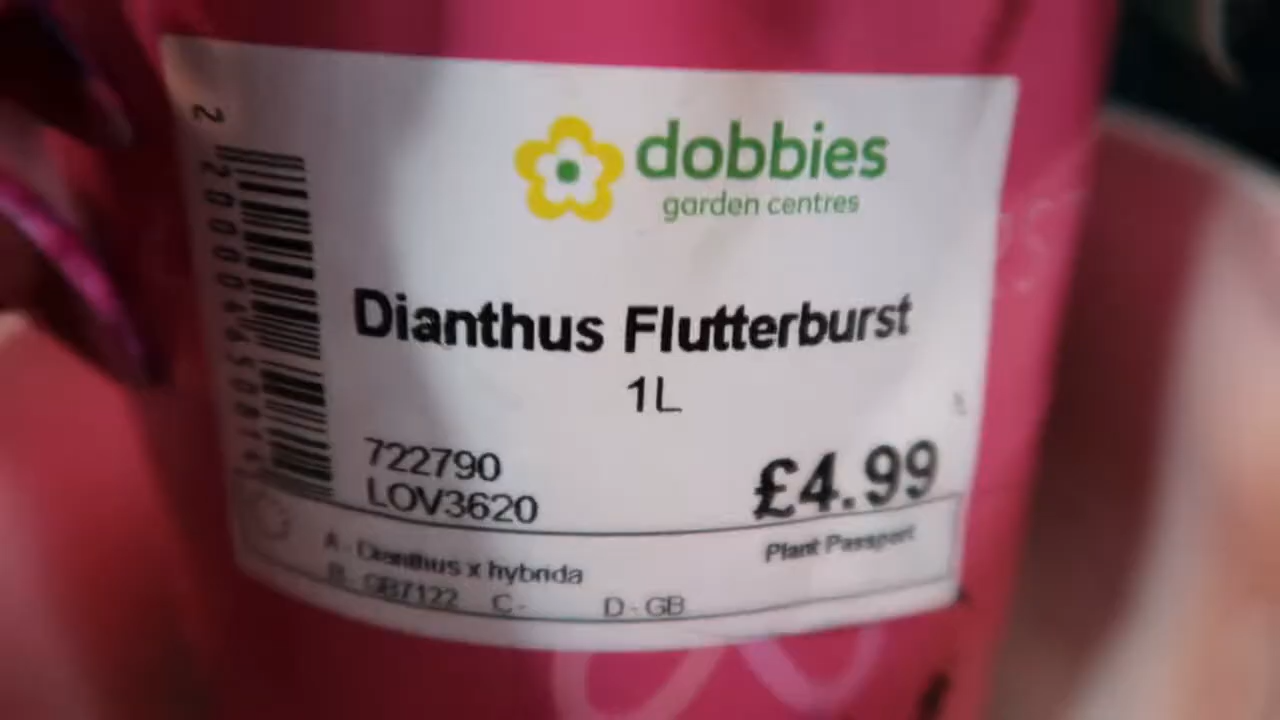 dobbies
garden centres
Dianthus Flutterburst
1L
722790
LOV3620
£4.99
Plant Passport
A - Dianthus x hybrida
B - GB7122 C - D - GB